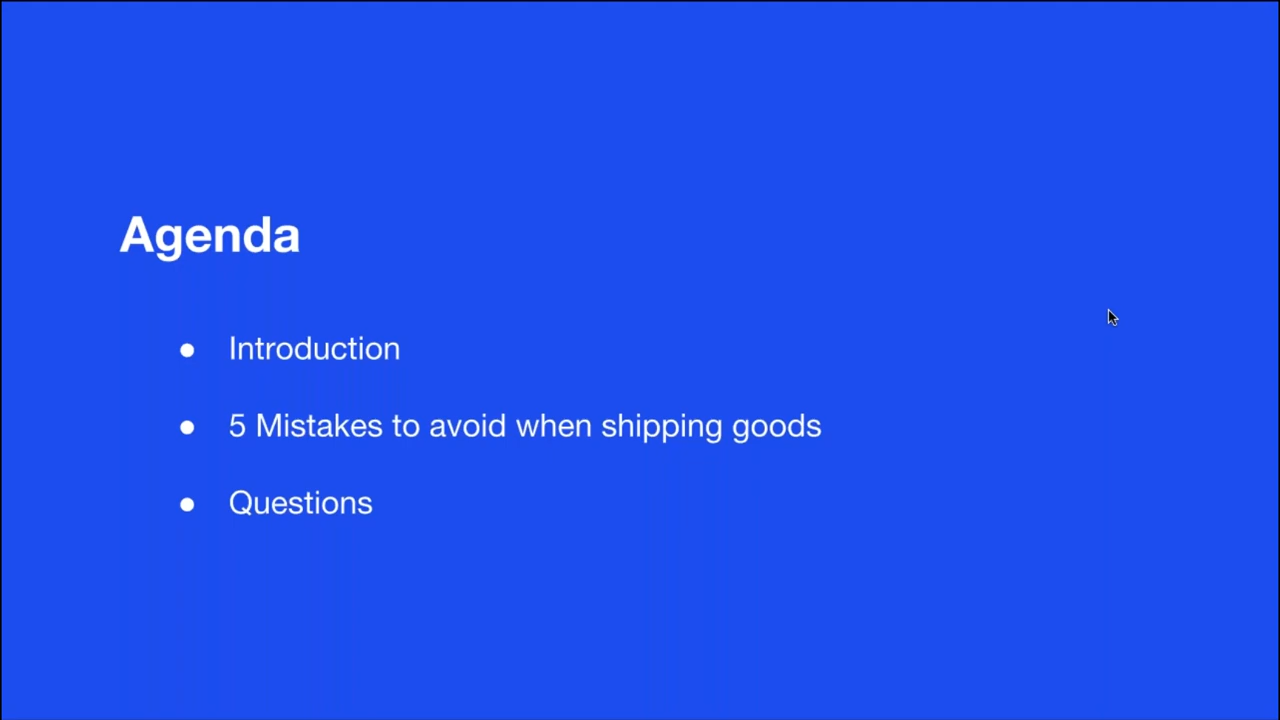 Agenda
● Introduction
● 5 Mistakes to avoid when shipping goods
● Questions